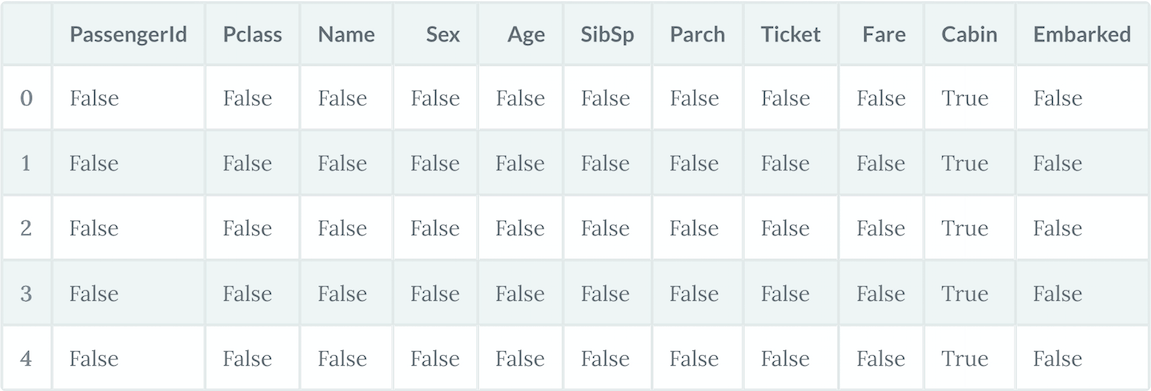 PassengerId Pclass Name Sex Age SibSp Parch Ticket Fare Cabin Embarked
0 False False False False False False False False False True False
1 False False False False False False False False False True False
2 False False False False False False False False False True False
3 False False False False False False False False False True False
4 False False False False False False False False False True False